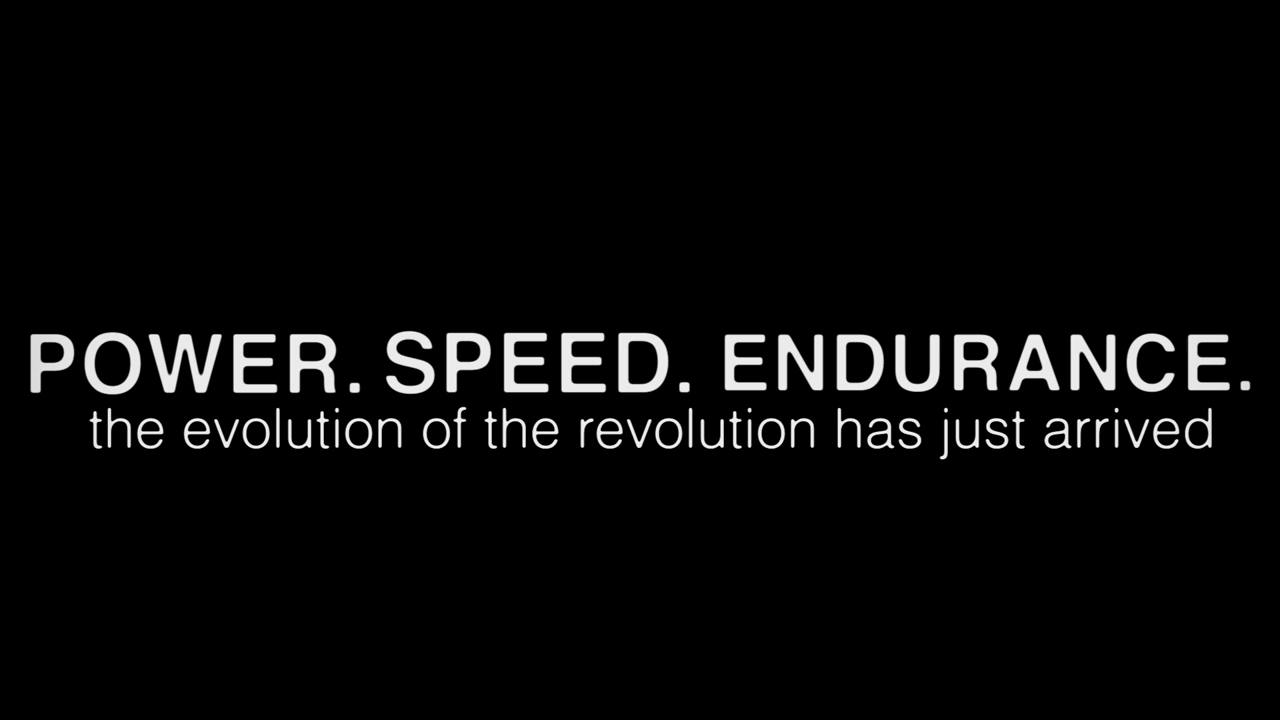 POWER. SPEED. ENDURANCE.
the evolution of the revolution has just arrived